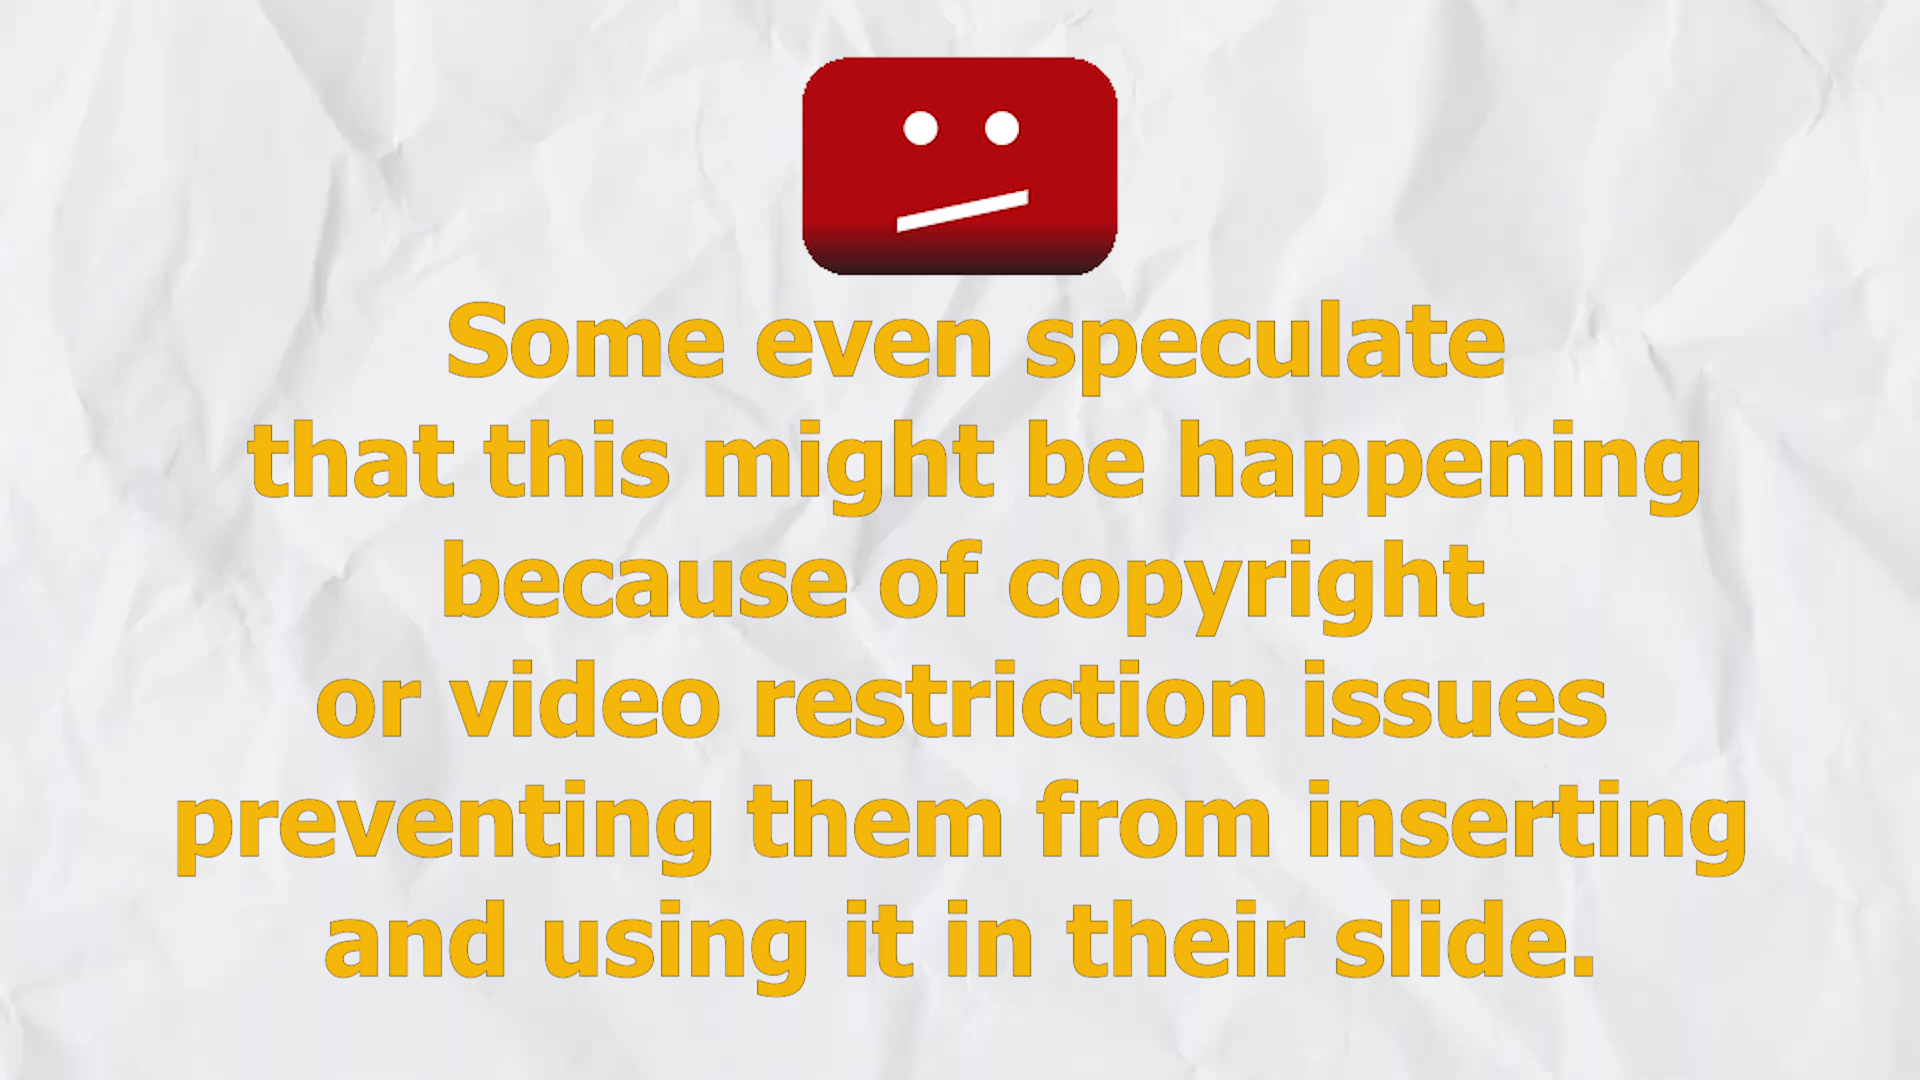 Some even speculate
that this might be happening
because of copyright
or video restriction issues
preventing them from inserting
and using it in their slide.